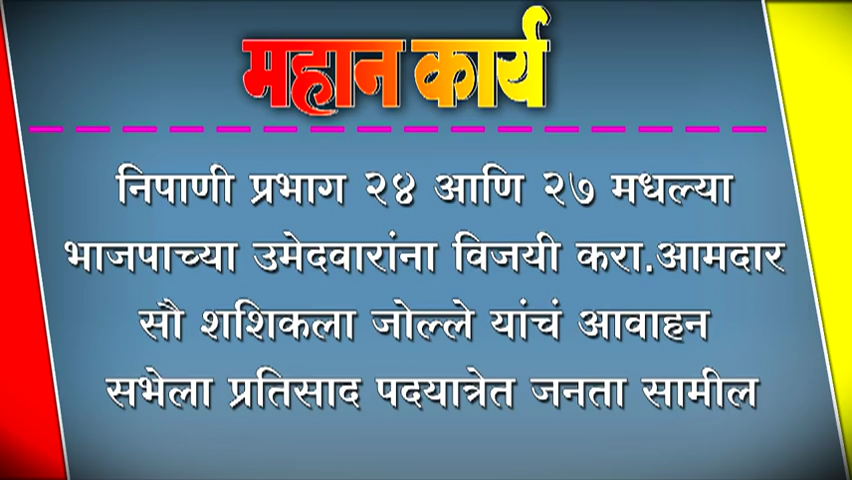 महान कार्य
निपाणी प्रभाग २४ आणि २७ मधल्या
भाजपाच्या उमेदवारांना विजयी करा.आमदार
सौ शशिकला जोल्ले यांचं आवाहन
सभेला प्रतिसाद पदयात्रेत जनता सामील